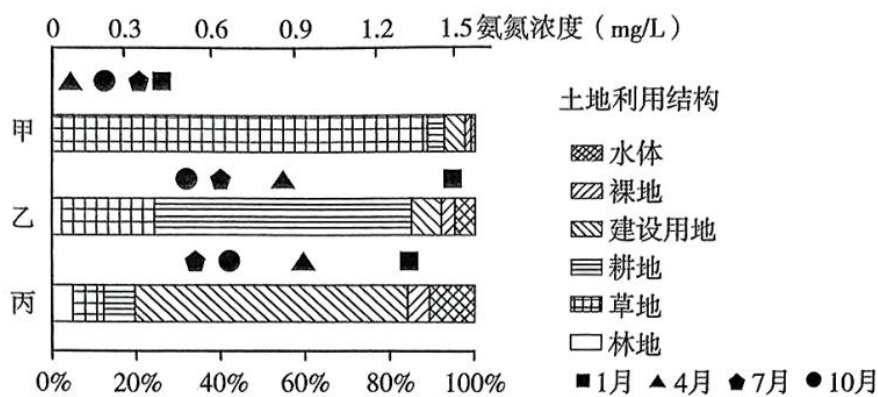 0 0.3 0.6 0.9 1.2 1.5 氨氮浓度（mg/L）
甲
乙
丙
0% 20% 40% 60% 80% 100%
土地利用结构
水体
裸地
建设用地
耕地
草地
林地
1月 4月 7月 10月